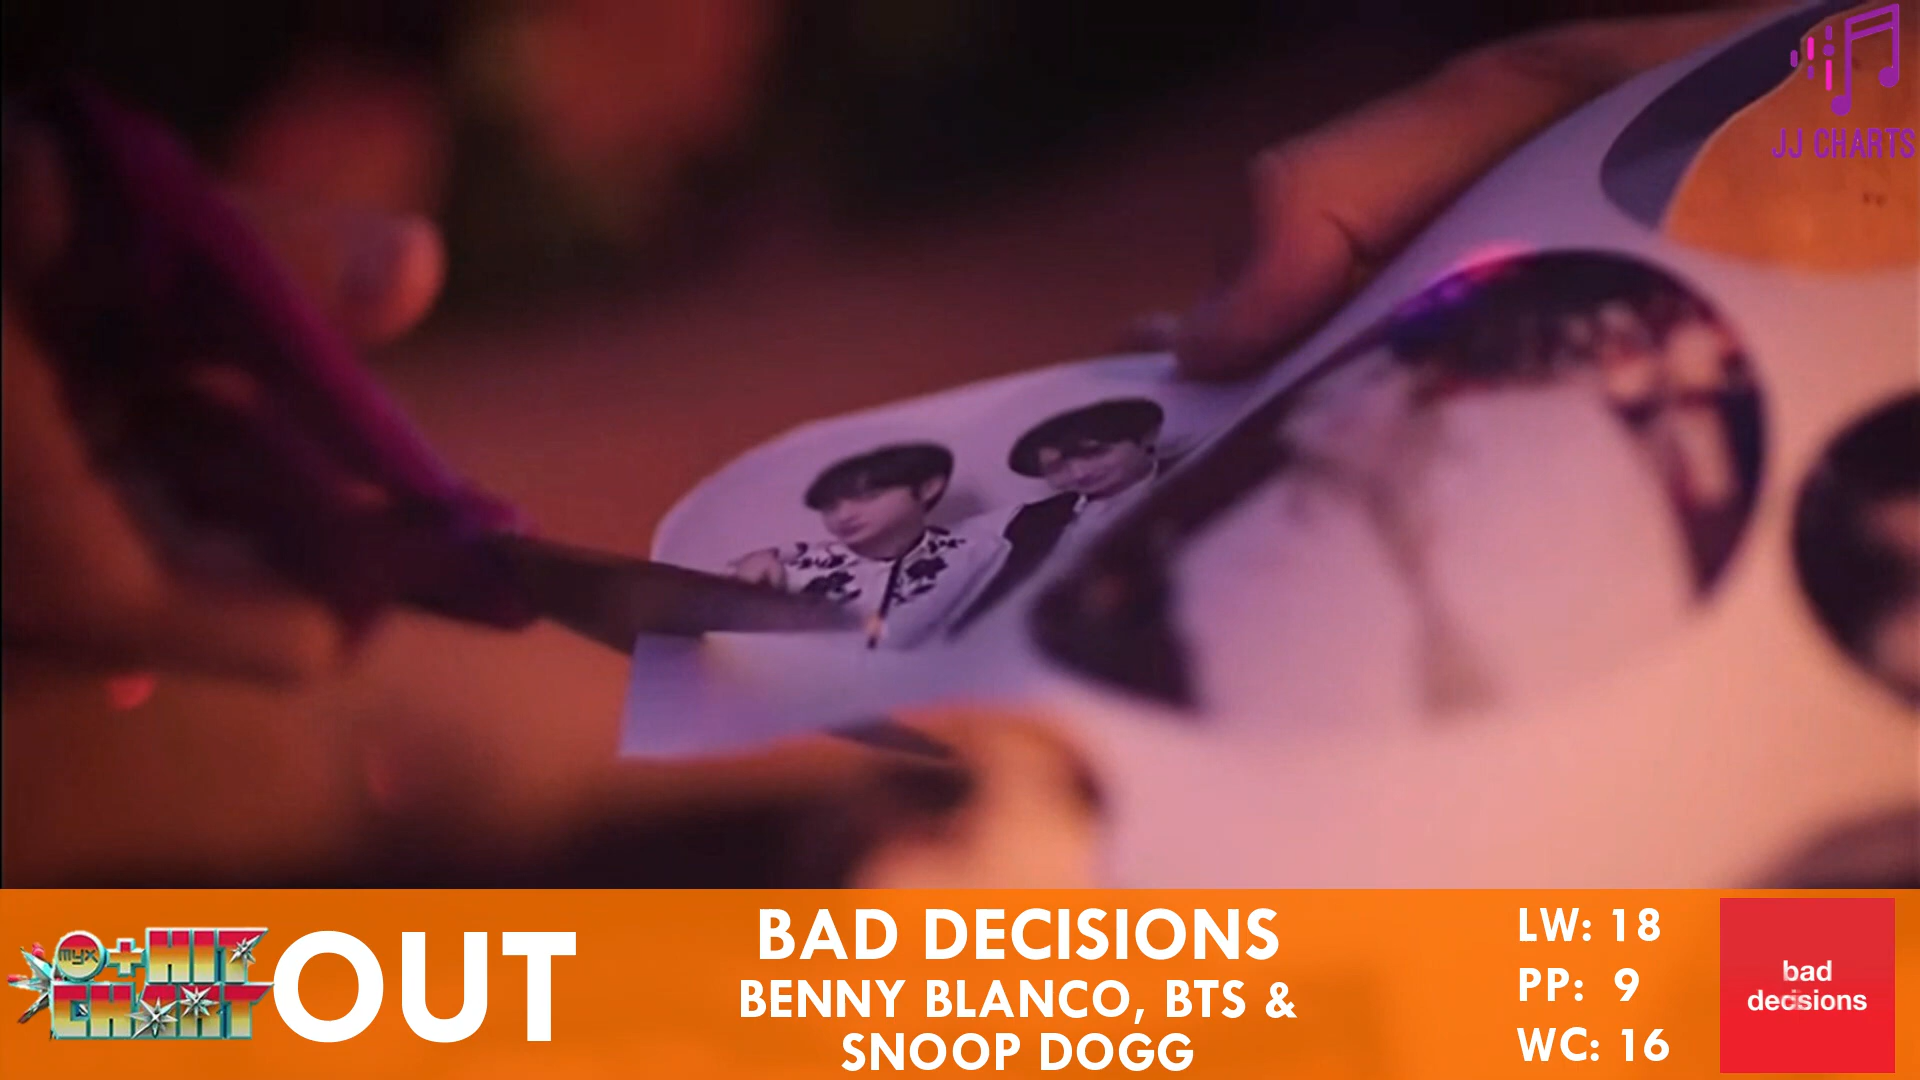 JJ CHARTS
myx
+HIT
CHART
OUT
BAD DECISIONS
BENNY BLANCO, BTS &
SNOOP DOGG
LW: 18
PP: 9
WC: 16
bad
decisions